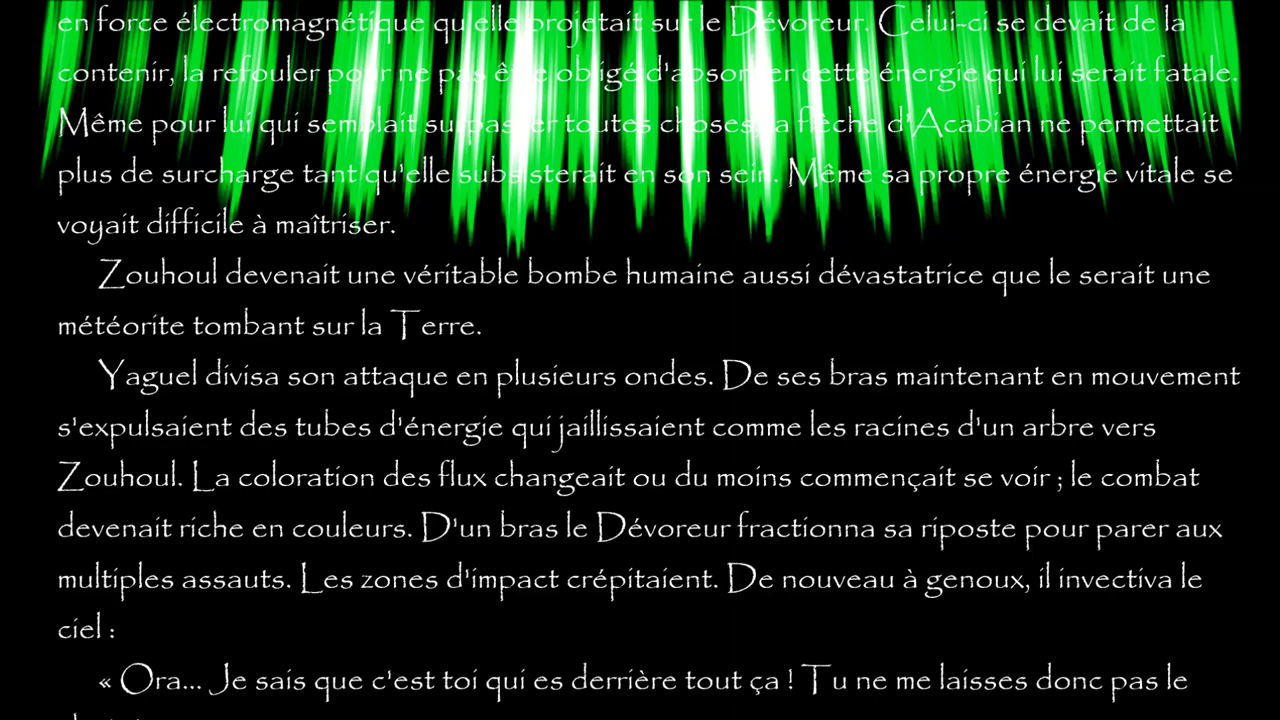 en force électromagnétique qu'elle projetait sur le Dévoreur. Celui-ci se devait de la
contenir, la refouler pour ne pas être obligé d'absorber cette énergie qui lui serait fatale.
Même pour lui qui semblait surpasser toutes choses, la flèche d'Acabian ne permettait
plus de surcharge tant qu'elle subsisterait en son sein. Même sa propre énergie vitale se
voyait difficile à maîtriser.
Zouhoul devenait une véritable bombe humaine aussi dévastatrice que le serait une
météorite tombant sur la Terre.
Yaguel divisa son attaque en plusieurs ondes. De ses bras maintenant en mouvement
s'expulsaient des tubes d'énergie qui jaillissaient comme les racines d'un arbre vers
Zouhoul. La coloration des flux changeait ou du moins commençait se voir ; le combat
devenait riche en couleurs. D'un bras le Dévoreur fractionna sa riposte pour parer aux
multiples assauts. Les zones d'impact crépitaient. De nouveau à genoux, il invectiva le
ciel :
« Ora... Je sais que c'est toi qui es derrière tout ça ! Tu ne me laisses donc pas le